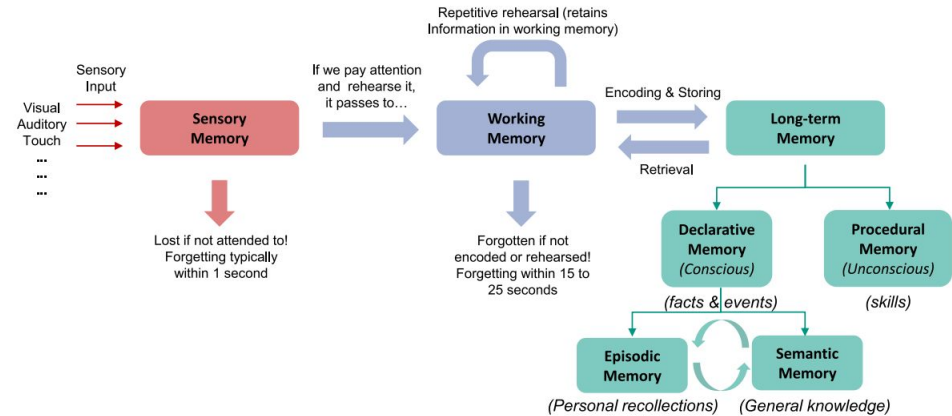 Repetitive rehearsal (retains
Information in working memory)
Sensory
Input
If we pay attention
and rehearse it,
it passes to…
Visual
Auditory
Touch
...
...
...
Sensory
Memory
Working
Memory
Encoding & Storing
Retrieval
Long-term
Memory
Lost if not attended to!
Forgetting typically
within 1 second
Forgotten if not
encoded or rehearsed!
Forgetting within 15 to
25 seconds
Declarative
Memory
(Conscious)
(facts & events)
Procedural
Memory
(Unconscious)
(skills)
Episodic
Memory
(Personal recollections)
Semantic
Memory
(General knowledge)